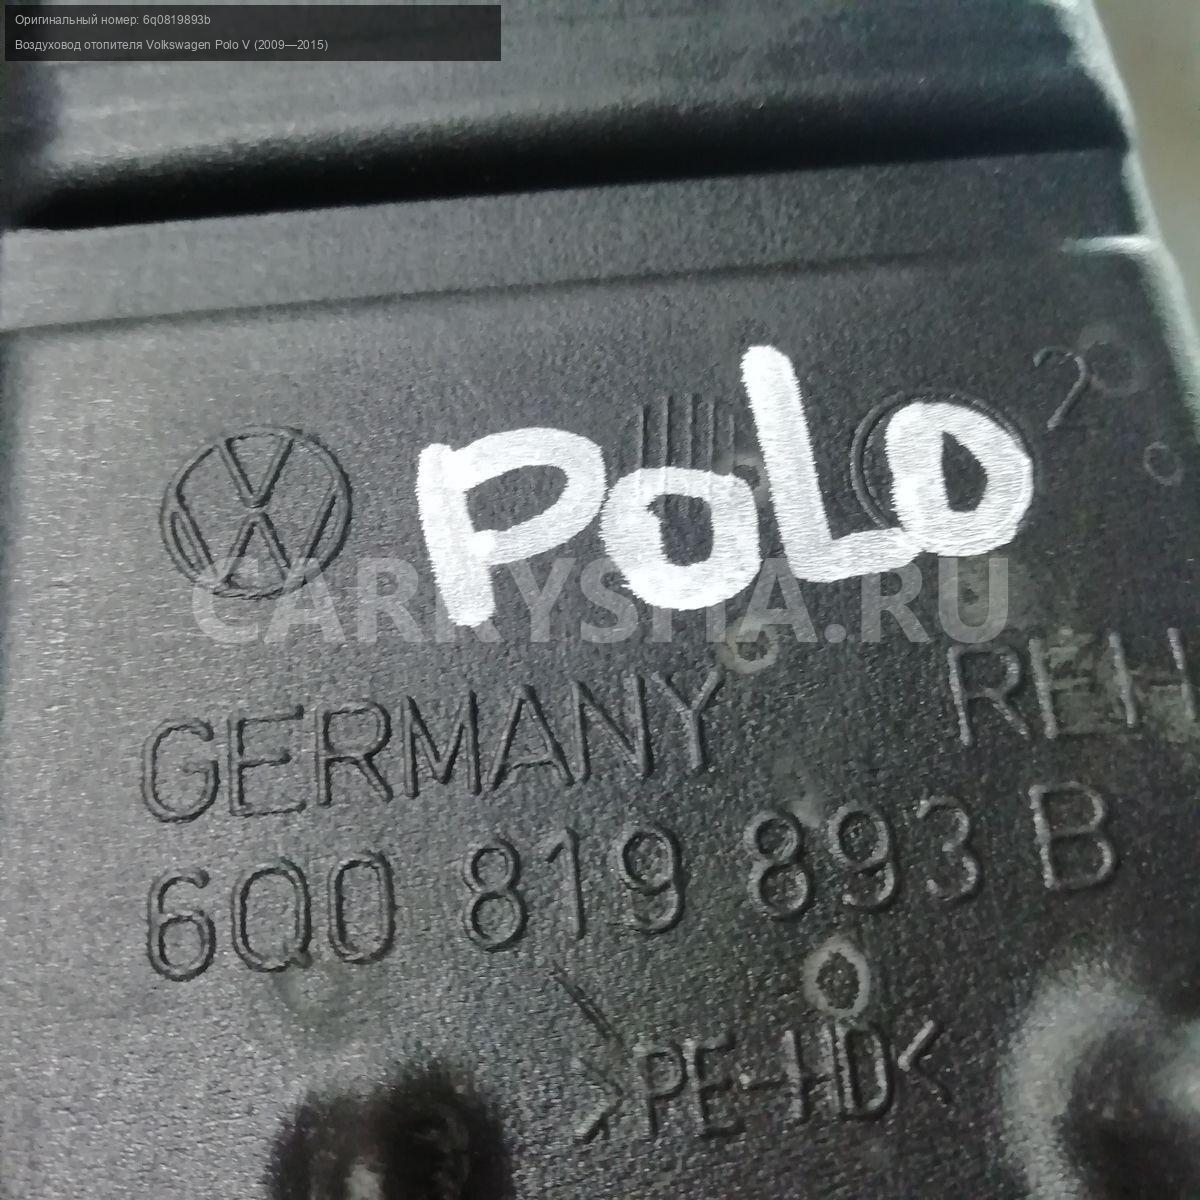 Оригинальный номер: 6q0819893b
Воздуховод отопителя Volkswagen Polo V (2009—2015)
2
POLO
CARRYSHA.RU
GERMANY
REH
6Q0 819 893 B
>PE-HD<